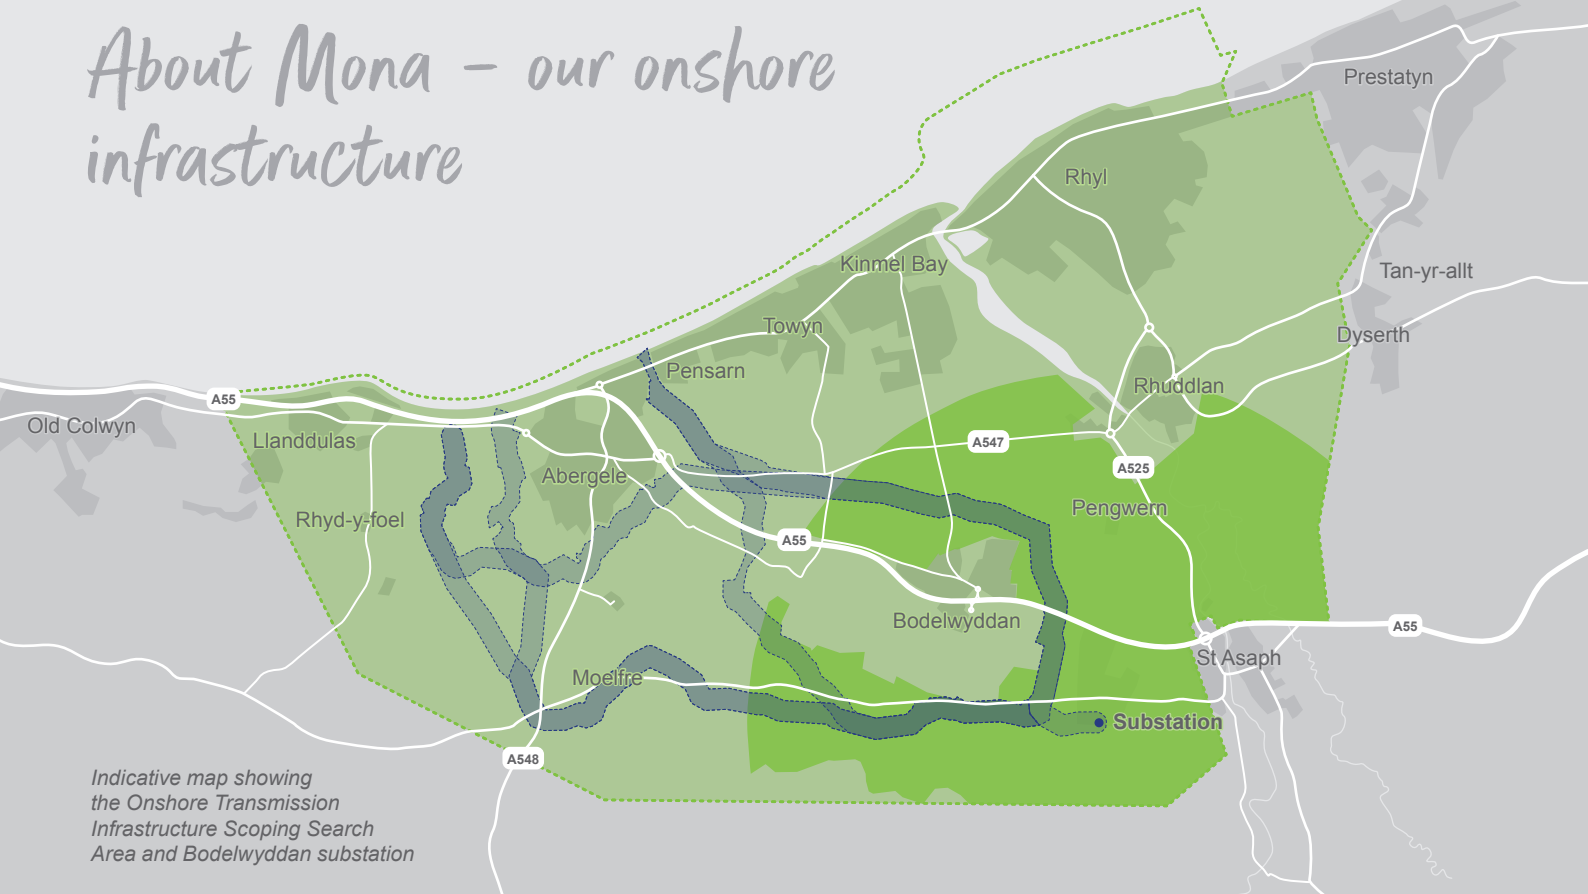 About Mona – our onshore
infrastructure
Prestatyn
Rhyl
Kinmel Bay
Tan-yr-allt
Towyn
Dyserth
Pensarn
Rhuddlan
A55
Old Colwyn
Llanddulas
A547
A525
Abergele
Pengwern
Rhyd-y-foel
A55
Bodelwyddan
A55
St Asaph
Moelfre
Substation
A548
Indicative map showing
the Onshore Transmission
Infrastructure Scoping Search
Area and Bodelwyddan substation